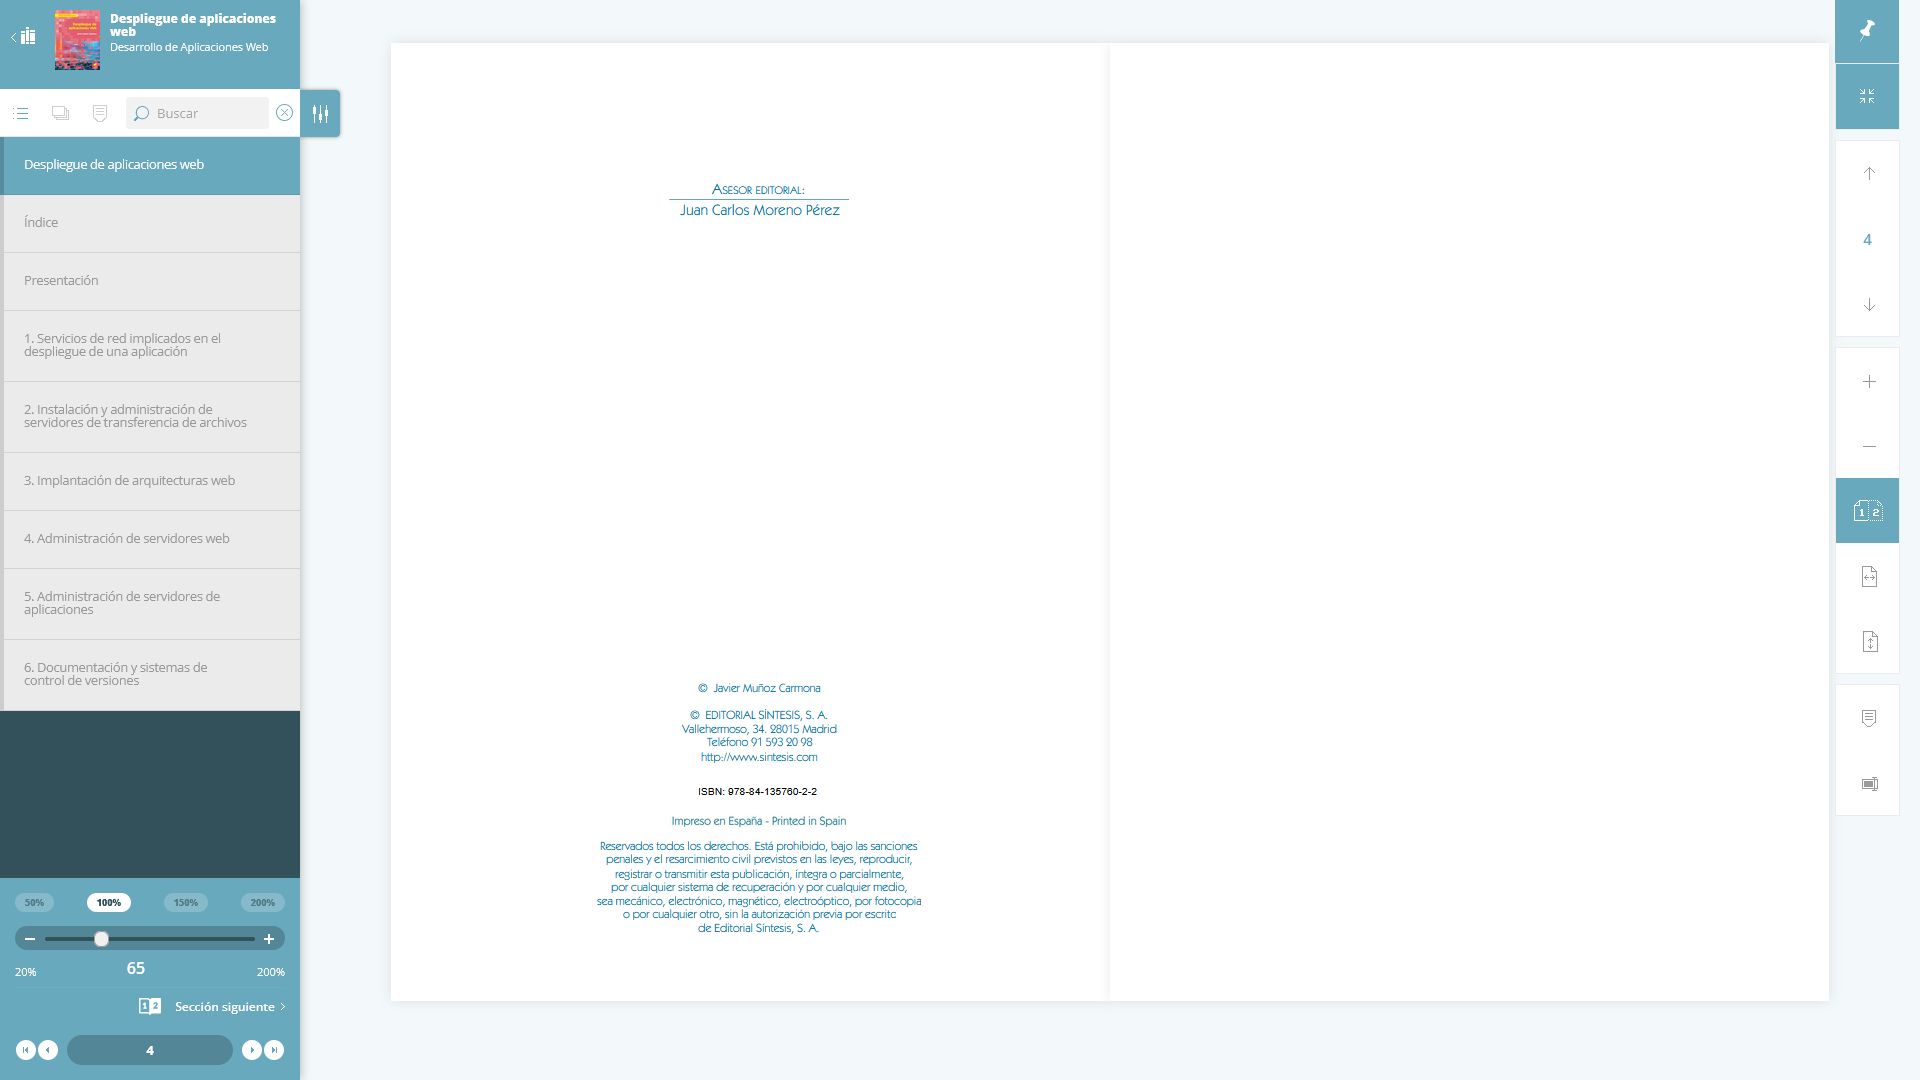 Despliegue de aplicaciones
web
Desarrollo de Aplicaciones Web
Buscar
Despliegue de aplicaciones web
Índice
Presentación
1. Servicios de red implicados en el
despliegue de una aplicación
2. Instalación y administración de
servidores de transferencia de archivos
3. Implantación de arquitecturas web
4. Administración de servidores web
5. Administración de servidores de
aplicaciones
6. Documentación y sistemas de
control de versiones
50% 100% 150% 200%
20% 65 200%
1 2 Sección siguiente
4
ASESOR EDITORIAL:
Juan Carlos Moreno Pérez
© Javier Muñoz Carmona
© EDITORIAL SÍNTESIS, S. A.
Vallehermoso, 34. 28015 Madrid
Teléfono 91 593 20 98
http://www.sintesis.com
ISBN: 978-84-135760-2-2
Impreso en España - Printed in Spain
Reservados todos los derechos. Está prohibido, bajo las sanciones
penales y el resarcimiento civil previstos en las leyes, reproducir,
registrar o transmitir esta publicación, íntegra o parcialmente,
por cualquier sistema de recuperación y por cualquier medio,
sea mecánico, electrónico, magnético, electroóptico, por fotocopia
o por cualquier otro, sin la autorización previa por escrito
de Editorial Síntesis, S. A.
4
1 2